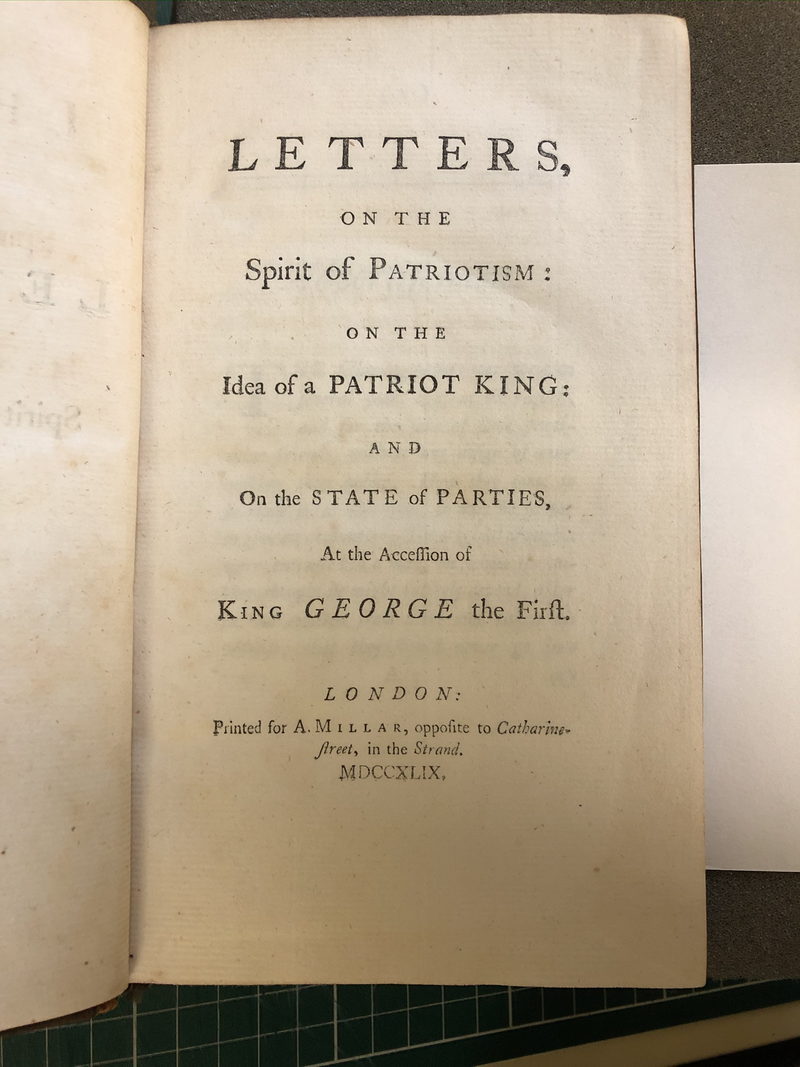 LETTERS,
ON THE
Spirit of PATRIOTISM:
ON THE
Idea of a PATRIOT KING:
AND
On the STATE of PARTIES,
At the Acceſſion of
KING GEORGE the Firſt.
LONDON:
Printed for A. MILLAR, oppoſite to Catharine-
ſtreet, in the Strand.
MDCCXLIX.